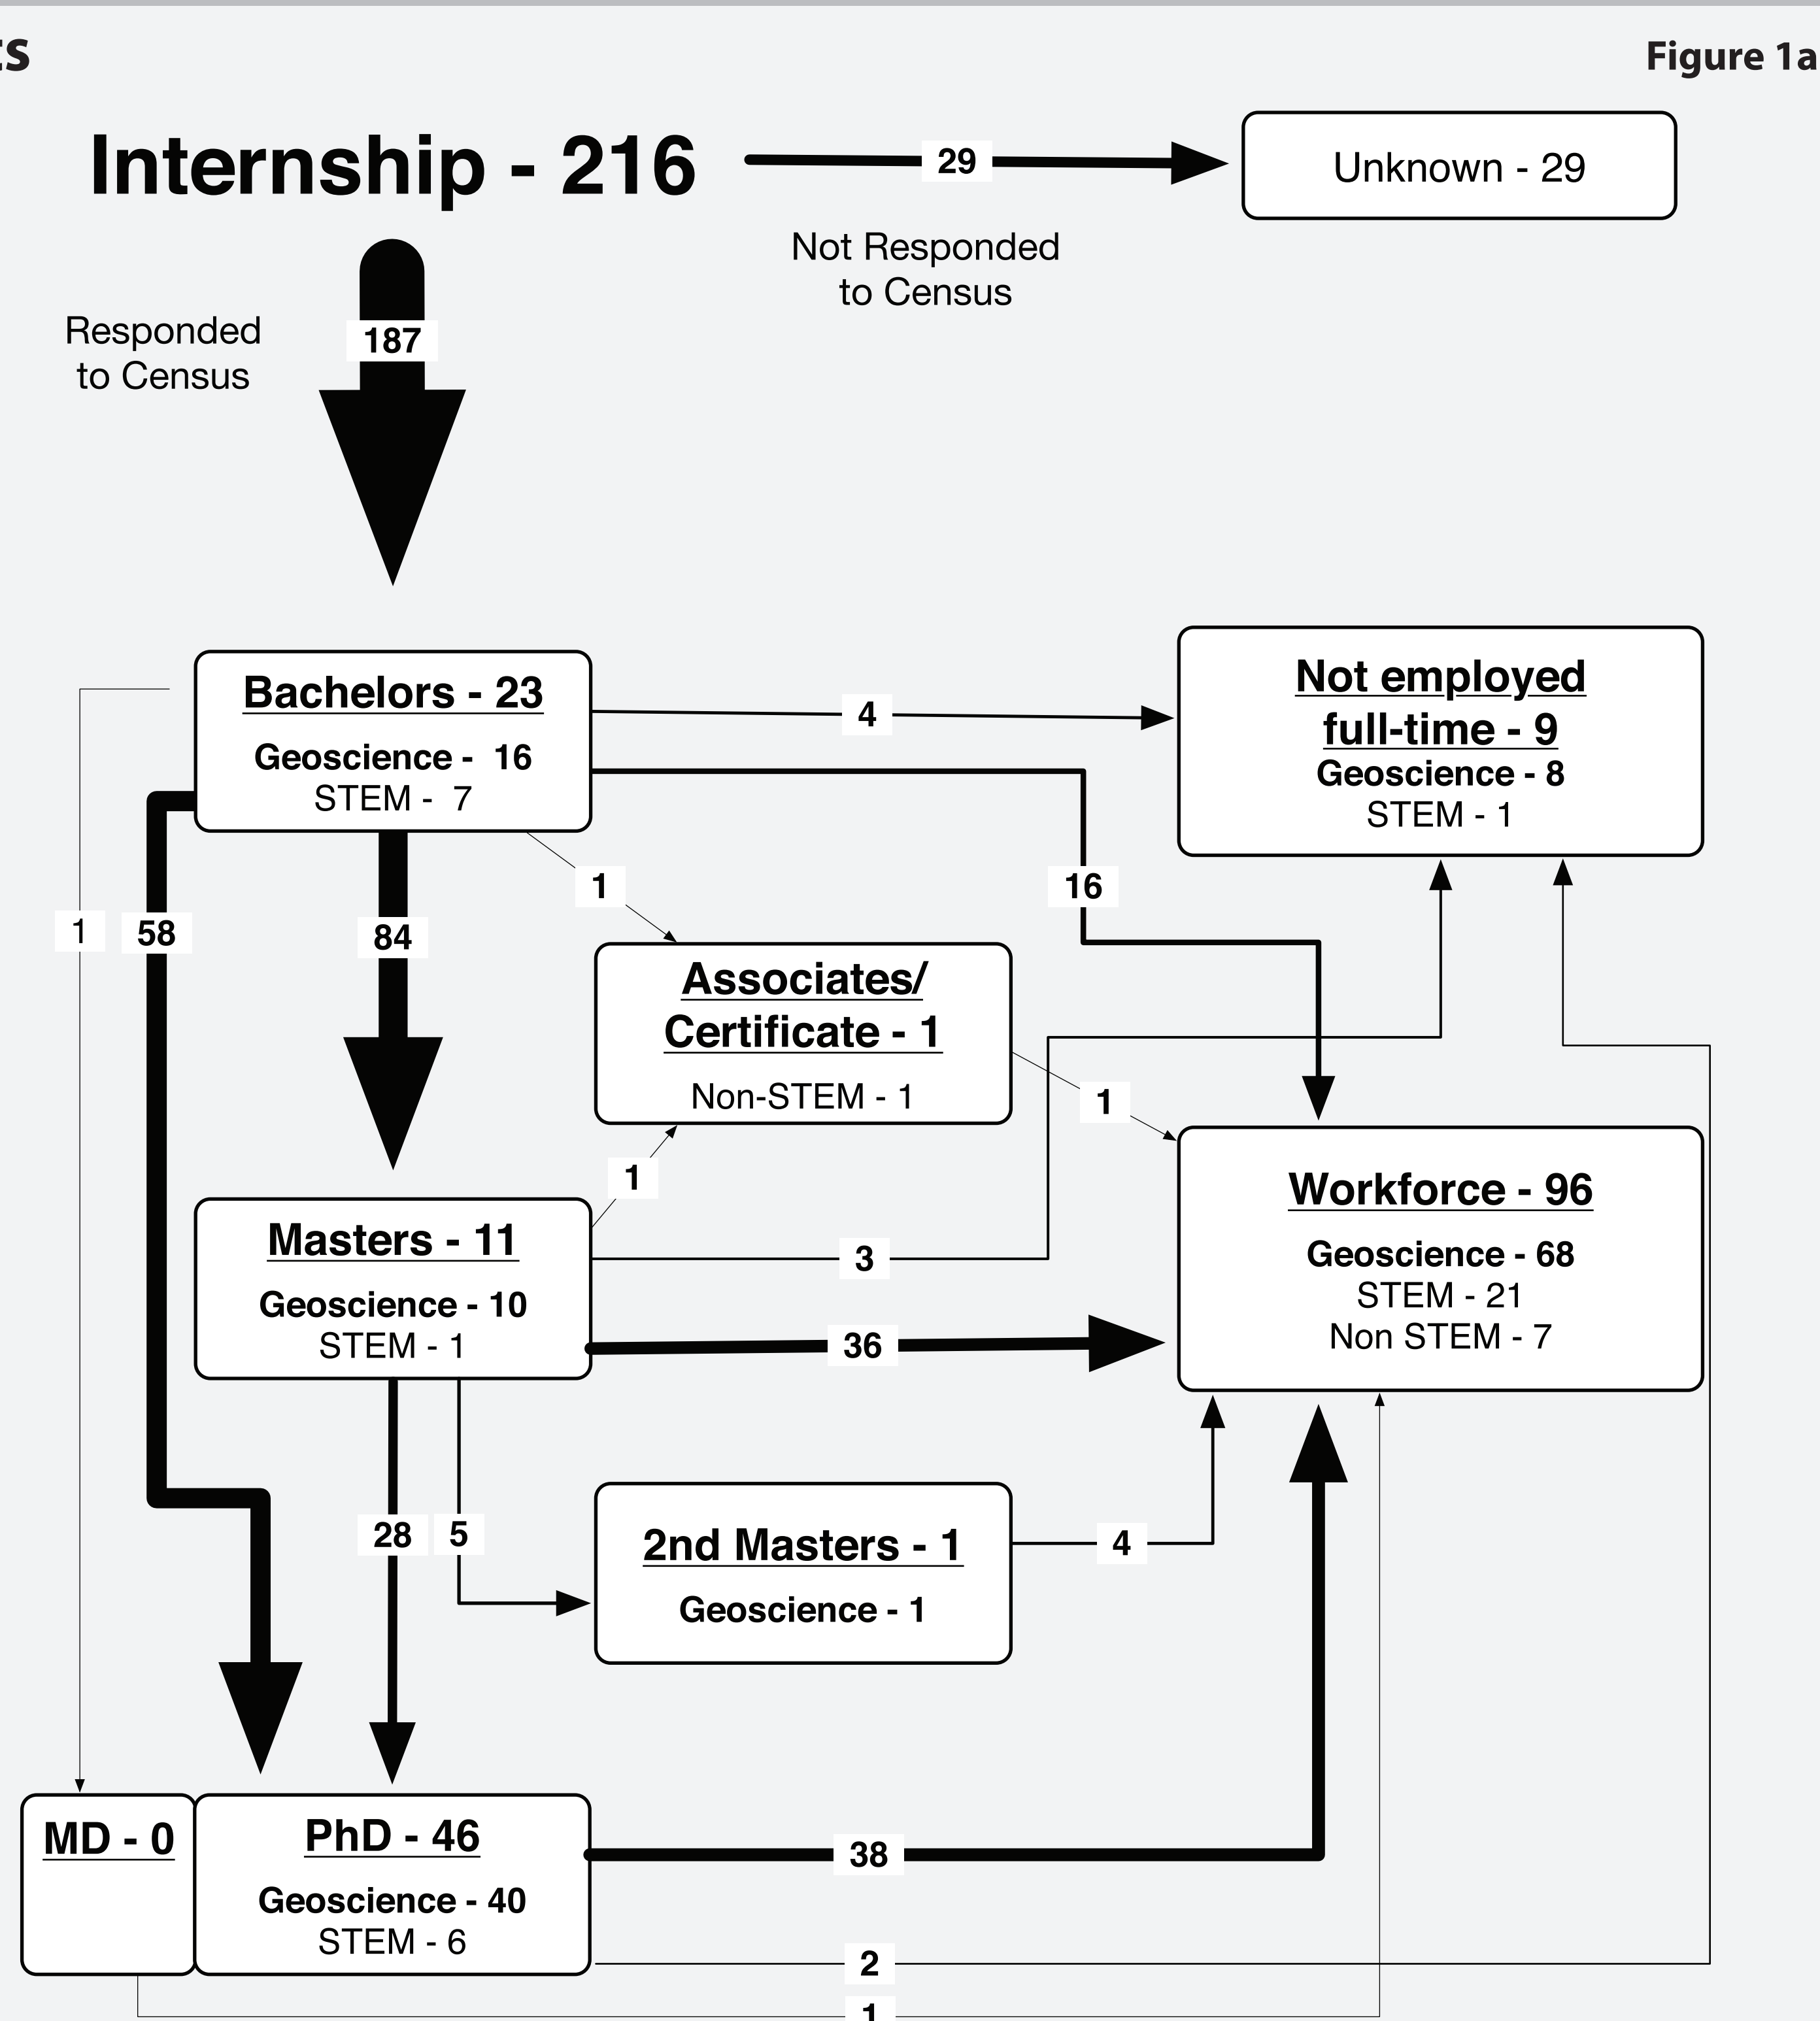 ts
Figure 1a
Internship - 216
29
Unknown - 29
Not Responded
to Census
Responded
to Census
187
Bachelors - 23
Geoscience -  16
STEM -  7
4
Not employed
full-time - 9
Geoscience - 8
STEM - 1
1
58
84
1
16
Associates/
Certificate - 1
Non-STEM - 1
1
1
Workforce - 96
Geoscience - 68
STEM - 21
Non STEM - 7
Masters - 11
Geoscience - 10
STEM - 1
3
36
28
5
2nd Masters - 1
Geoscience - 1
4
MD - 0
PhD - 46
Geoscience - 40
STEM - 6
38
2
1